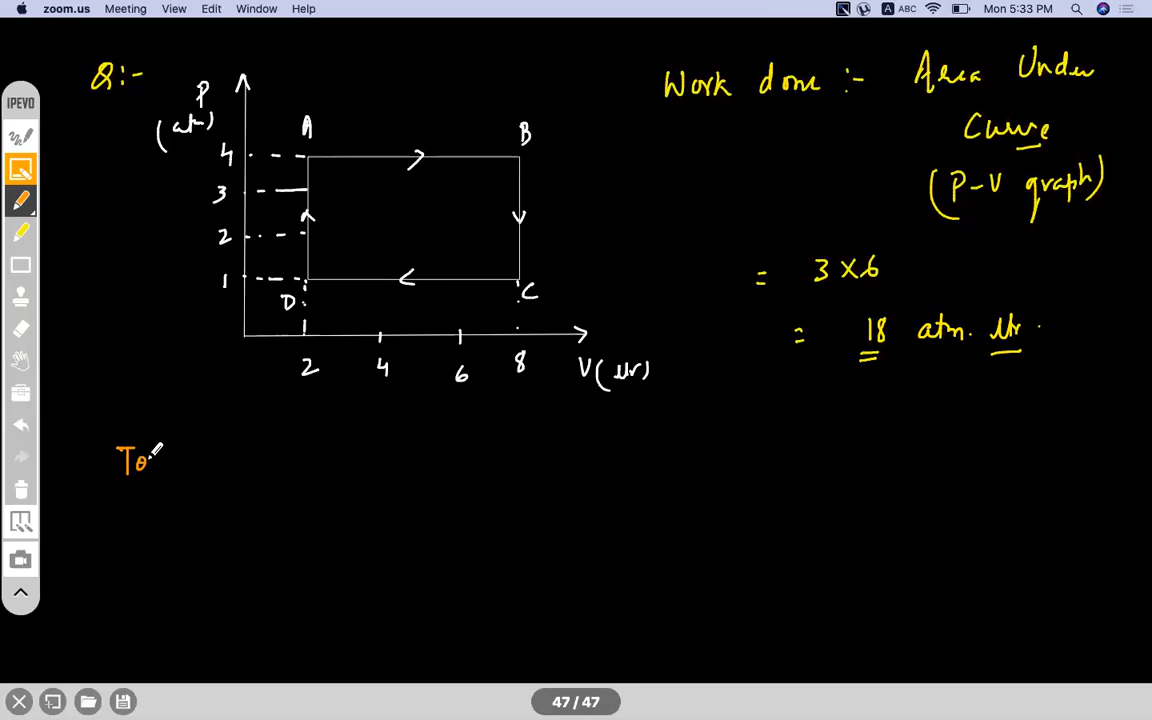 zoom.us Meeting View Edit Window Help
A ABC Mon 5:33 PM
IPEVO
Q:-
P
(atm)
A
B
4
3
2
1
D
C
2 4 6 8 V(ltr)
Work done :- Area Under
Curve
(P-V graph)
= 3 × 6
= 18 atm. ltr.
To
47 / 47